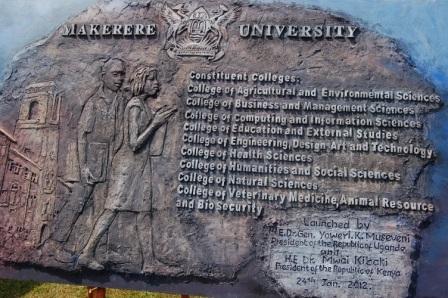 MAKERERE UNIVERSITY
Constituent Colleges:
College of Agricultural and Environmental Sciences
College of Business and Management Sciences
College of Computing and Information Sciences
College of Education and External Studies
College of Engineering, Design, Art and Technology
College of Health Sciences
College of Humanities and Social Sciences
College of Natural Sciences
College of Veterinary Medicine, Animal Resource
and Bio Security
Launched by
H.E. Dr. Gen. Yoweri. K. Museveni
President of the Republic of Uganda
and
H.E Dr. Mwai Kibaki
President of the Republic of Kenya
24th Jan. 2012.